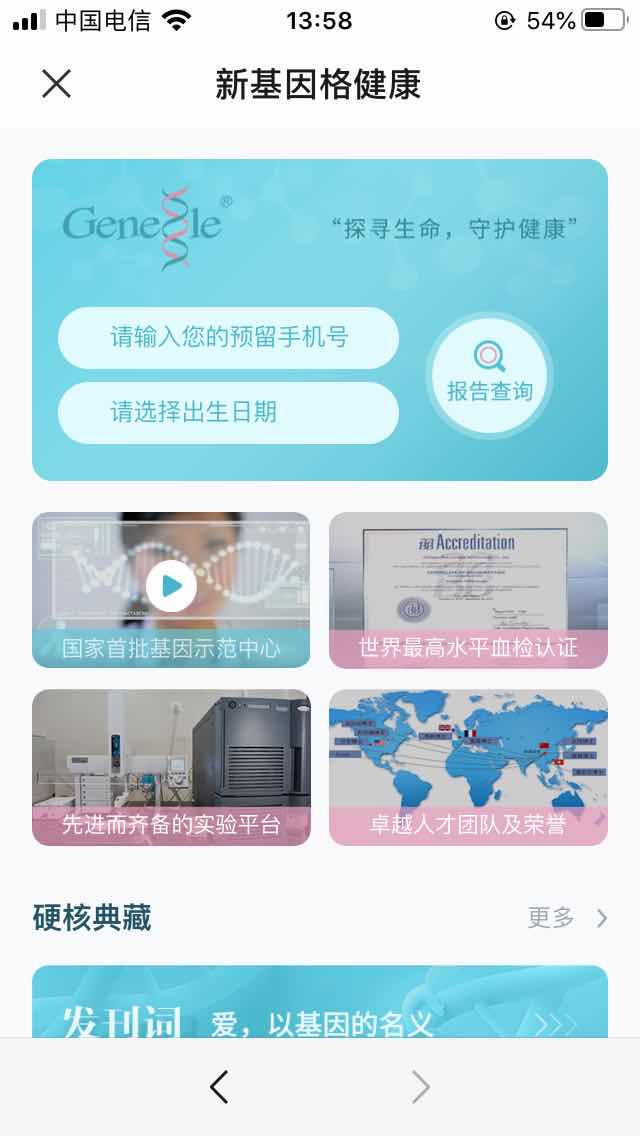 中国电信
13:58
54%
新基因格健康
Genetile®
“探寻生命，守护健康”
请输入您的预留手机号
请选择出生日期
报告查询
国家首批基因示范中心
Accreditation
世界最高水平血检认证
先进而齐备的实验平台
卓越人才团队及荣誉
硬核典藏
更多
发刊词
爱，以基因的名义